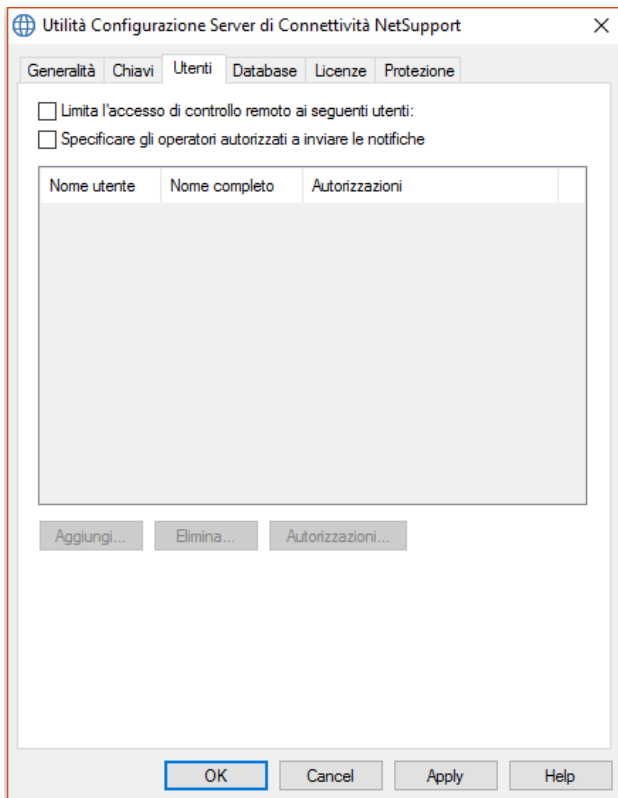 Utilità Configurazione Server di Connettività NetSupport
Generalità Chiavi Utenti Database Licenze Protezione
Limita l'accesso di controllo remoto ai seguenti utenti:
Specificare gli operatori autorizzati a inviare le notifiche
Nome utente Nome completo Autorizzazioni
Aggiungi... Elimina... Autorizzazioni...
OK Cancel Apply Help